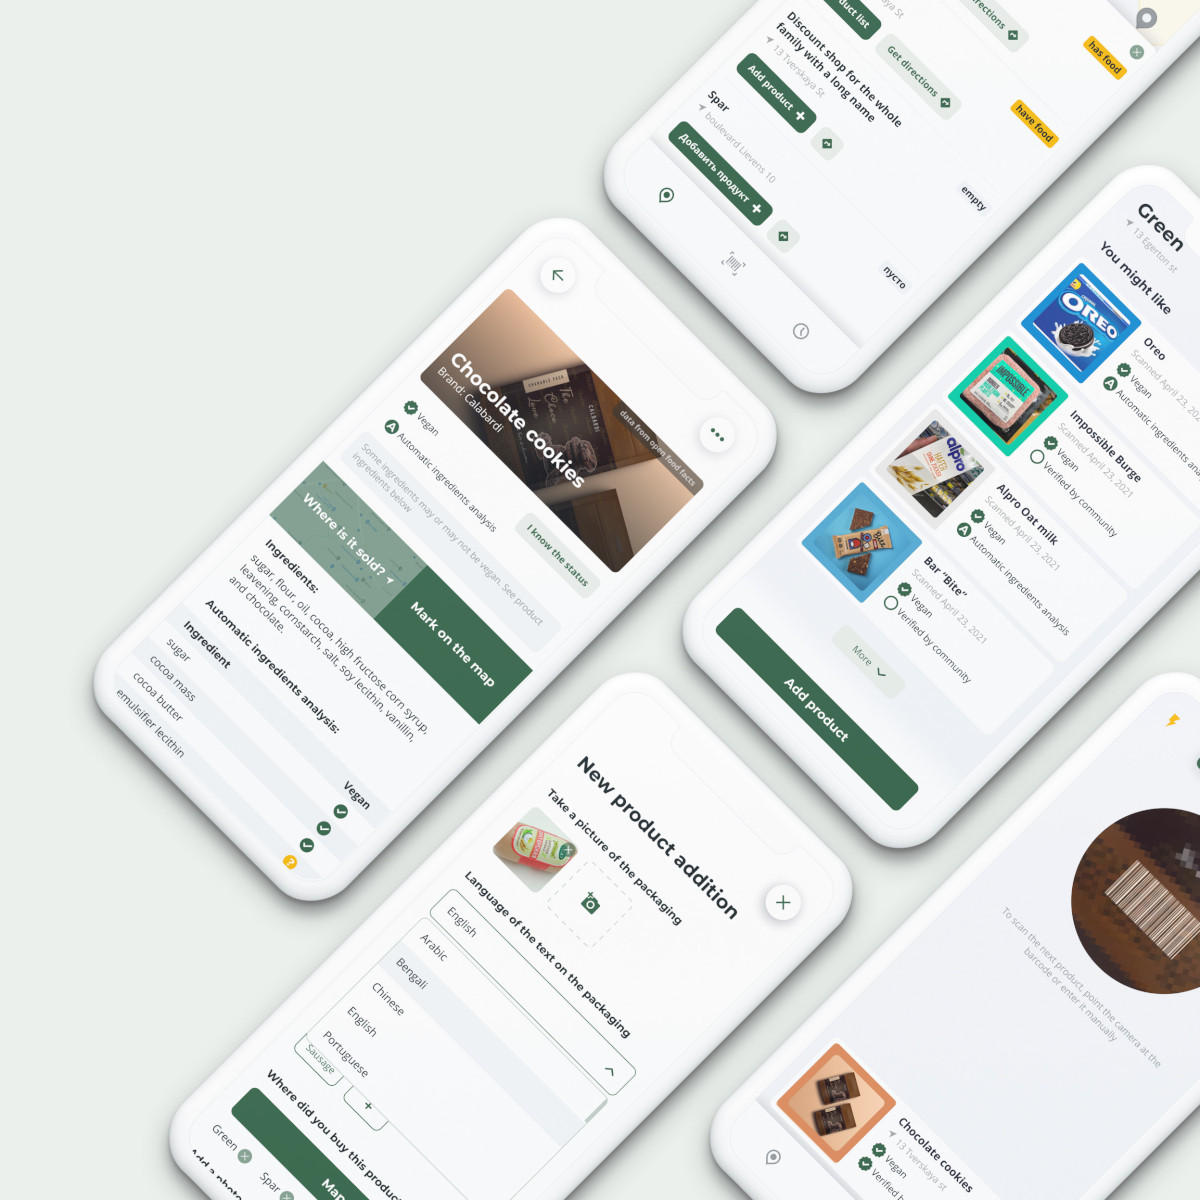 uct list
Get directions
has food
Discount shop for the whole
family with a long name
13 Tverskaya St
Add product
have food
Spar
boulevard Lievens 10
Добавить продукт
empty
пусто
Chocolate cookies
Brand: Calabardi
data from open food facts
Vegan
Automatic ingredients analysis
I know the status
Some ingredients may or may not be vegan. See product
ingredients below
Where is it sold?
Mark on the map
Ingredients:
sugar, flour, oil, cocoa, high fructose corn syrup,
leavening, cornstarch, salt, soy lecithin, vanillin,
and chocolate.
Automatic ingredients analysis:
Ingredient
Vegan
sugar
cocoa mass
cocoa butter
emulsifier lecithin
Green
13 Egerton st
You might like
OREO
Oreo
Scanned April 23, 202
Vegan
Automatic ingredients ana
IMPOSSIBLE
Impossible Burge
Scanned April 23, 2021
Vegan
Verified by community
alpro
Alpro Oat milk
Scanned April 23, 2021
Vegan
Automatic ingredients analysis
Bar "Bite"
Scanned April 23, 2021
Vegan
Verified by community
More
Add product
New product addition
Take a picture of the packaging
Language of the text on the packaging
English
Arabic
Bengali
Chinese
English
Portuguese
Sausage
Where did you buy this product
Green
Spar
To scan the next product, point the camera at the
barcode or enter it manually
Chocolate cookies
13 Tverskaya st
Vegan
Verified b